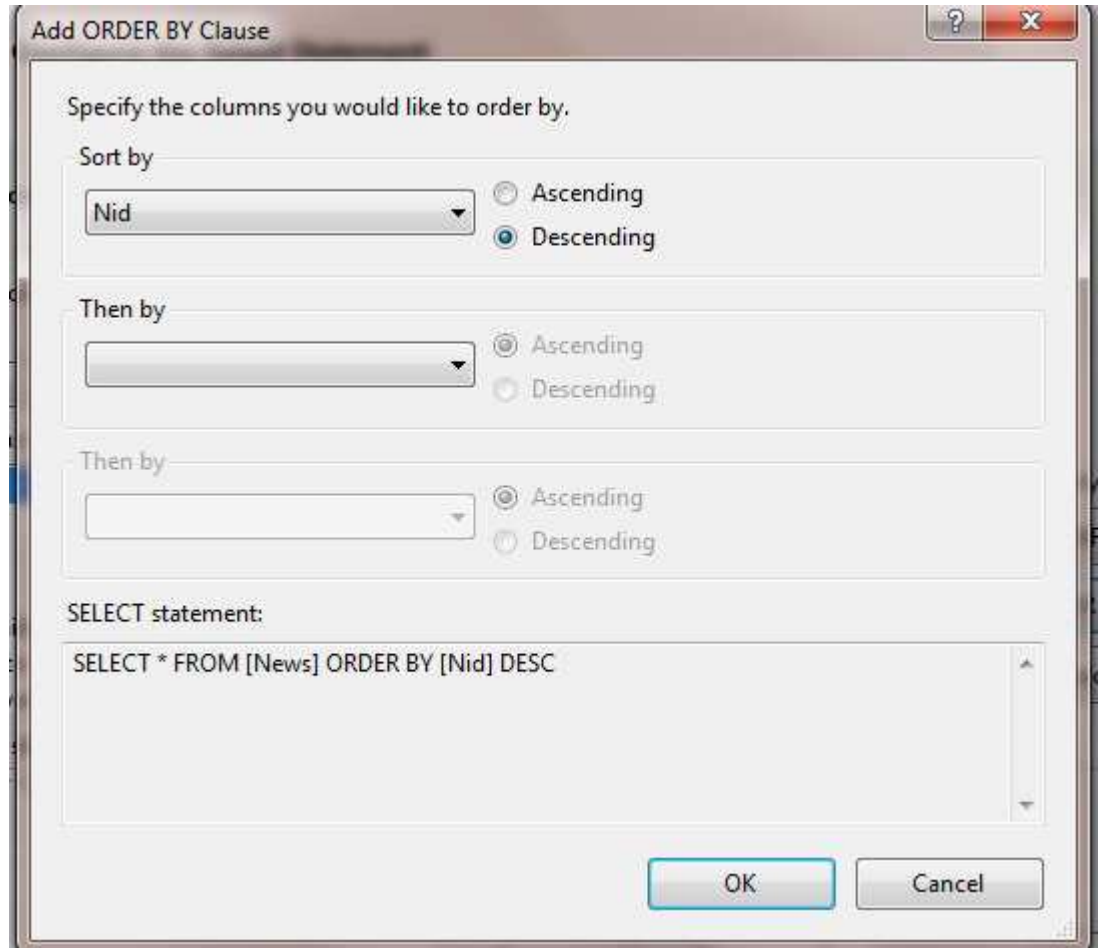 Add ORDER BY Clause
?
Specify the columns you would like to order by.
Sort by
Nid
Ascending
Descending
Then by
Ascending
Descending
Then by
Ascending
Descending
SELECT statement:
SELECT * FROM [News] ORDER BY [Nid] DESC
OK
Cancel